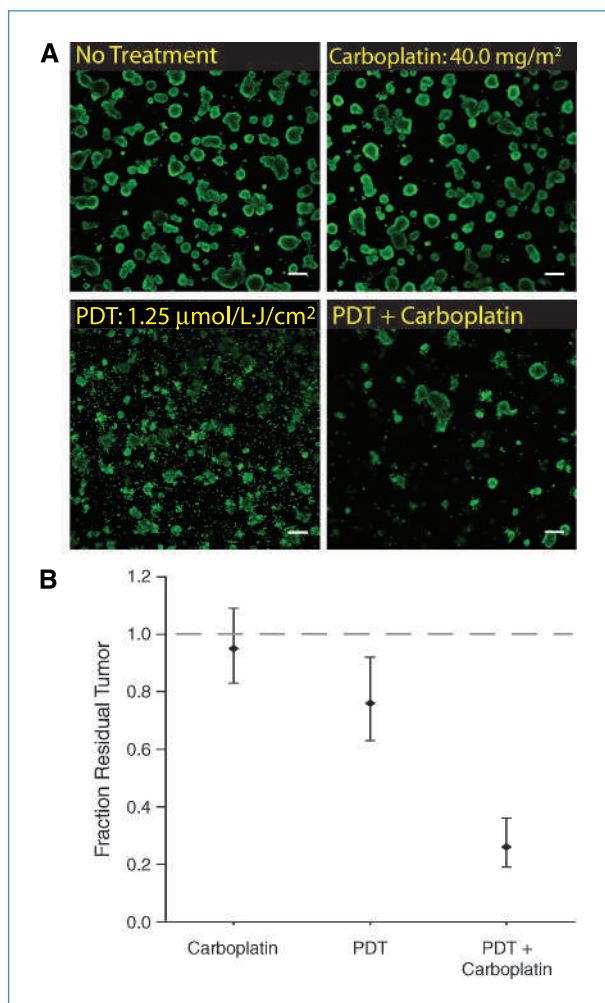 A
No Treatment
Carboplatin: 40.0 mg/m²
PDT: 1.25 μmol/L·J/cm²
PDT + Carboplatin
B
1.2
1.0
0.8
0.6
0.4
0.2
0.0
Fraction Residual Tumor
Carboplatin
PDT
PDT +
Carboplatin